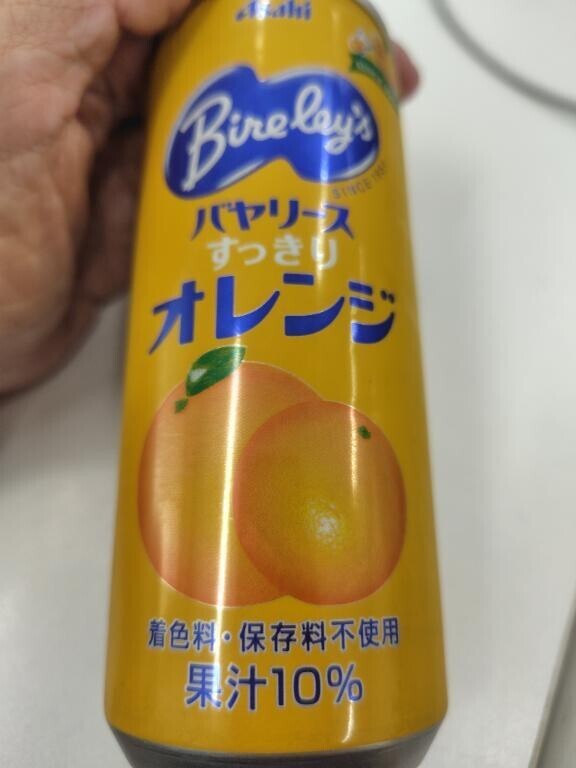 Asahi
Bireley's
SINCE
バヤリース
すっきり
オレンジ
着色料・保存料不使用
果汁10%